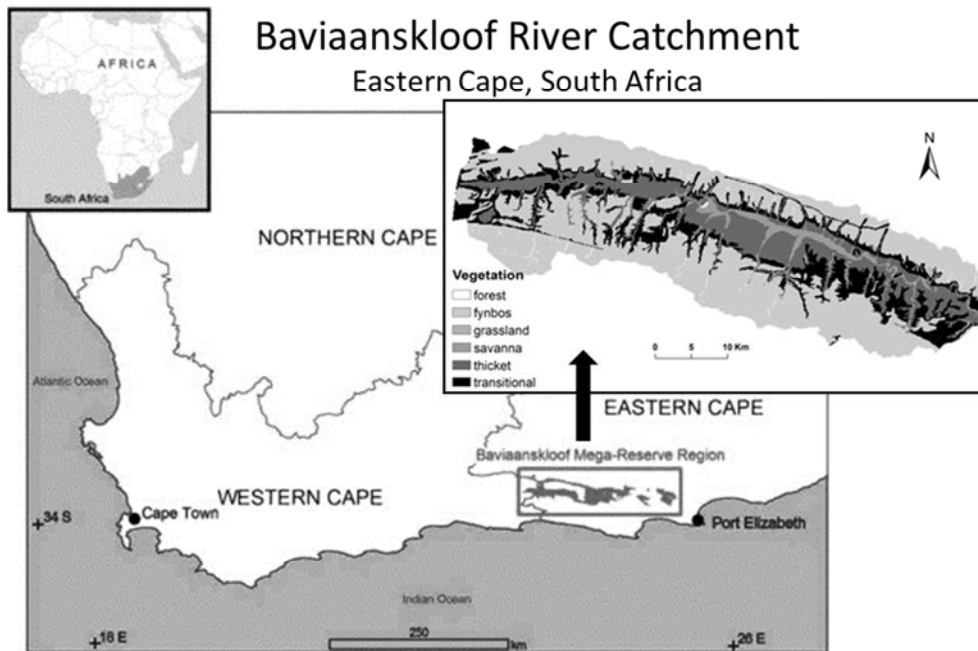 Baviaanskloof River Catchment
Eastern Cape, South Africa
AFRICA
South Africa
N
Vegetation
forest
fynbos
grassland
savanna
thicket
transitional
0 5 10 Km
NORTHERN CAPE
Atlantic Ocean
EASTERN CAPE
Baviaanskloof Mega-Reserve Region
WESTERN CAPE
34 S
Cape Town
Port Elizabeth
Indian Ocean
18 E
250
km
26 E